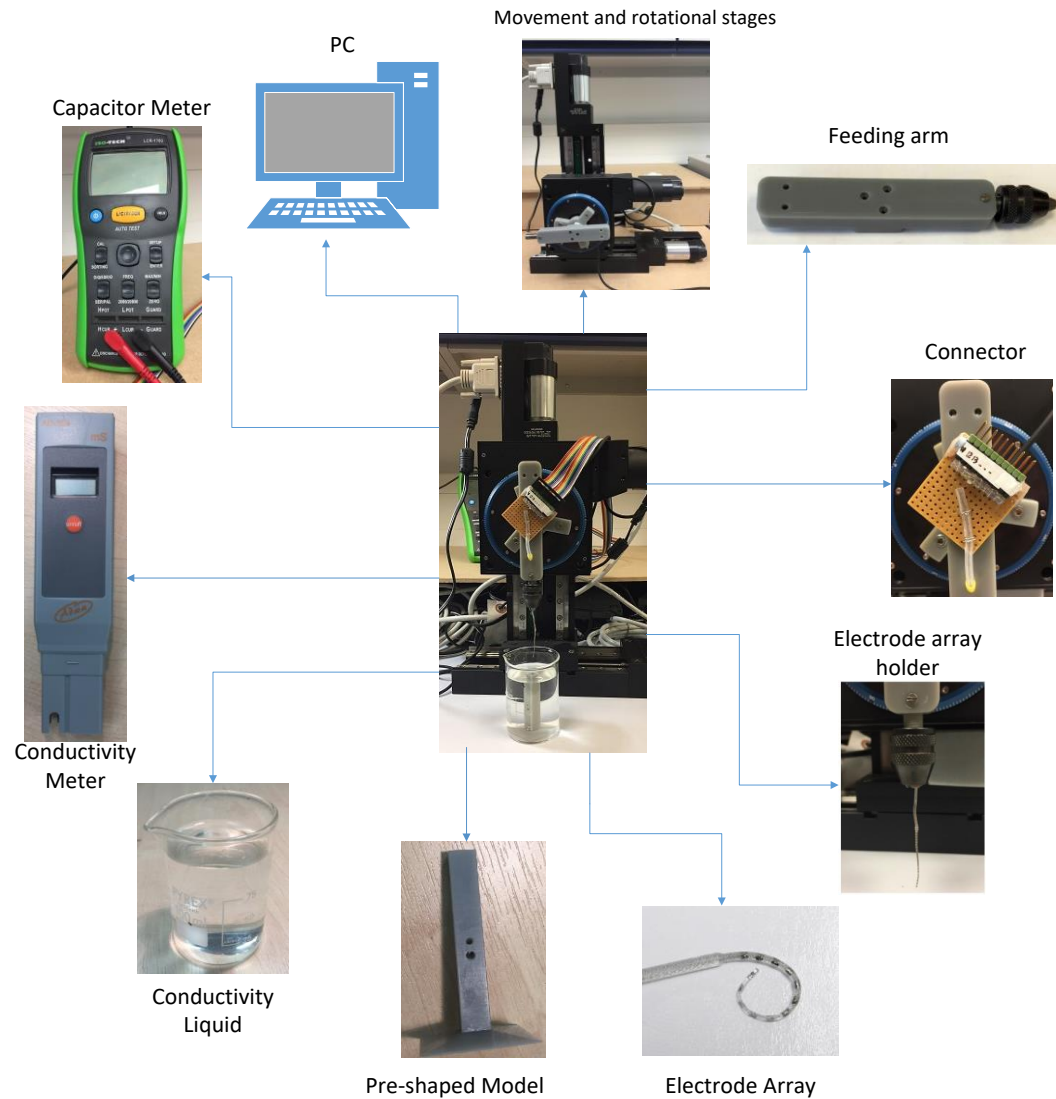 Movement and rotational stages
PC
Capacitor Meter
Feeding arm
AUTO TEST
Connector
mS
Electrode array
holder
Conductivity
Meter
Conductivity
Liquid
Pre-shaped Model
Electrode Array